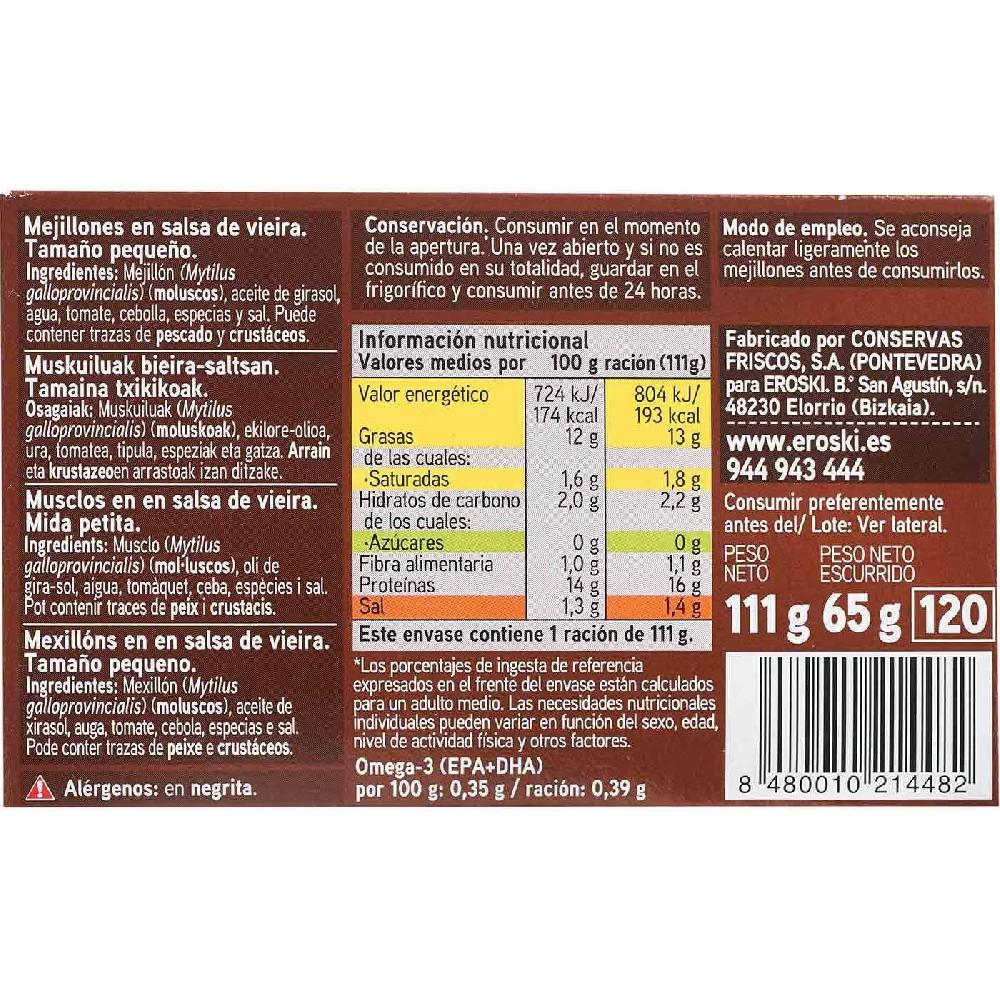 Mejillones en salsa de vieira.
Tamaño pequeño.
Ingredientes: Mejillón (Mytilus
galloprovincialis) (moluscos), aceite de girasol,
agua, tomate, cebolla, especias y sal. Puede
contener trazas de pescado y crustáceos.
Muskuiluak bieira-saltsan.
Tamaina txikikoak.
Osagaiak: Muskuiluak (Mytilus
galloprovincialis) (moluskoak), ekilore-olioa,
ura, tomatea, tipula, espeziak eta gatza. Arrain
eta krustazeoen arrastoak izan ditzake.
Musclos en en salsa de vieira.
Mida petita.
Ingredients: Musclo (Mytilus
galloprovincialis) (mol·luscos), oli de
gira-sol, aigua, tomàquet, ceba, espècies i sal.
Pot contenir traces de peix i crustacis.
Mexillóns en en salsa de vieira.
Tamaño pequeno.
Ingredientes: Mexillón (Mytilus
galloprovincialis) (moluscos), aceite de
xirasol, auga, tomate, cebola, especias e sal.
Pode conter trazas de peixe e crustáceos.
Alérgenos: en negrita.
Conservación. Consumir en el momento
de la apertura. Una vez abierto y si no es
consumido en su totalidad, guardar en el
frigorífico y consumir antes de 24 horas.
Información nutricional
Valores medios por 100 g ración (111g)
Valor energético 724 kJ/ 804 kJ/
174 kcal 193 kcal
Grasas 12 g 13 g
de las cuales:
·Saturadas 1,6 g 1,8 g
Hidratos de carbono 2,0 g 2,2 g
de los cuales:
·Azúcares 0 g 0 g
Fibra alimentaria 1,0 g 1,1 g
Proteínas 14 g 16 g
Sal 1,3 g 1,4 g
Este envase contiene 1 ración de 111 g.
*Los porcentajes de ingesta de referencia
expresados en el frente del envase están calculados
para un adulto medio. Las necesidades nutricionales
individuales pueden variar en función del sexo, edad,
nivel de actividad física y otros factores.
Omega-3 (EPA+DHA)
por 100 g: 0,35 g / ración: 0,39 g
Modo de empleo. Se aconseja
calentar ligeramente los
mejillones antes de consumirlos.
Fabricado por CONSERVAS
FRISCOS, S.A. (PONTEVEDRA)
para EROSKI. B.º San Agustín, s/n.
48230 Elorrio (Bizkaia).
www.eroski.es
944 943 444
Consumir preferentemente
antes del/ Lote: Ver lateral.
PESO PESO NETO
NETO ESCURRIDO
111 g 65 g 120
8 480010 214482